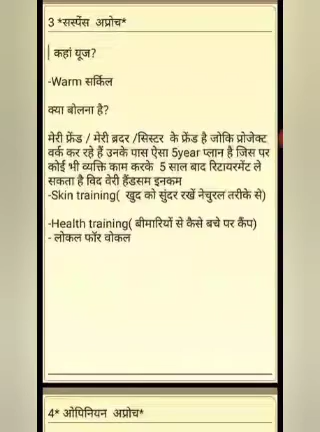 3 *सस्पेंस अप्रोच*
कहां यूज?
-Warm सर्किल
क्या बोलना है?
मेरी फ्रेंड / मेरी ब्रदर /सिस्टर के फ्रेंड है जोकि प्रोजेक्ट
वर्क कर रहे हैं उनके पास ऐसा 5year प्लान है जिस पर
कोई भी व्यक्ति काम करके 5 साल बाद रिटायरमेंट ले
सकता है विद वेरी हैंडसम इनकम
-Skin training( खुद को सुंदर रखें नेचुरल तरीके से)
-Health training( बीमारियों से कैसे बचे पर कैंप)
- लोकल फॉर वोकल
4* ओपिनियन अप्रोच*